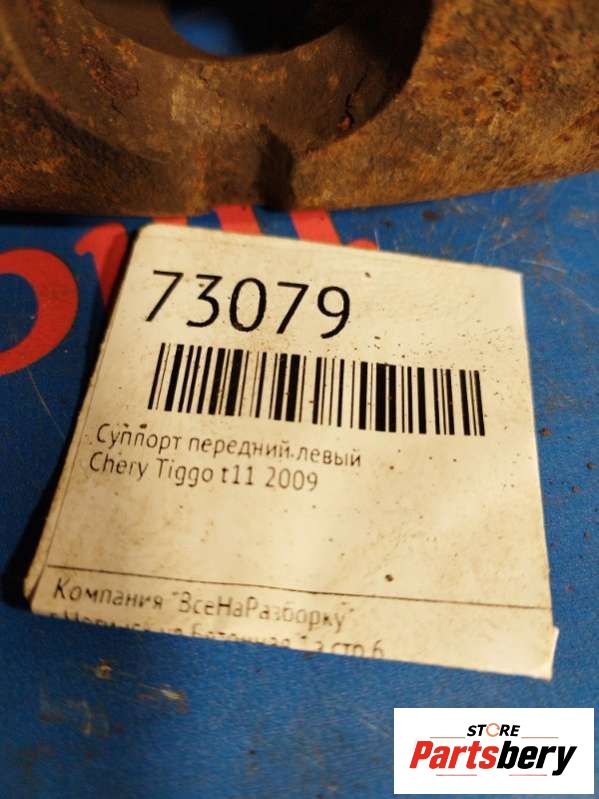 73079
Суппорт передний левый
Chery Tiggo t11 2009
Компания "ВсеНаРазборку"
STORE
Partsbery